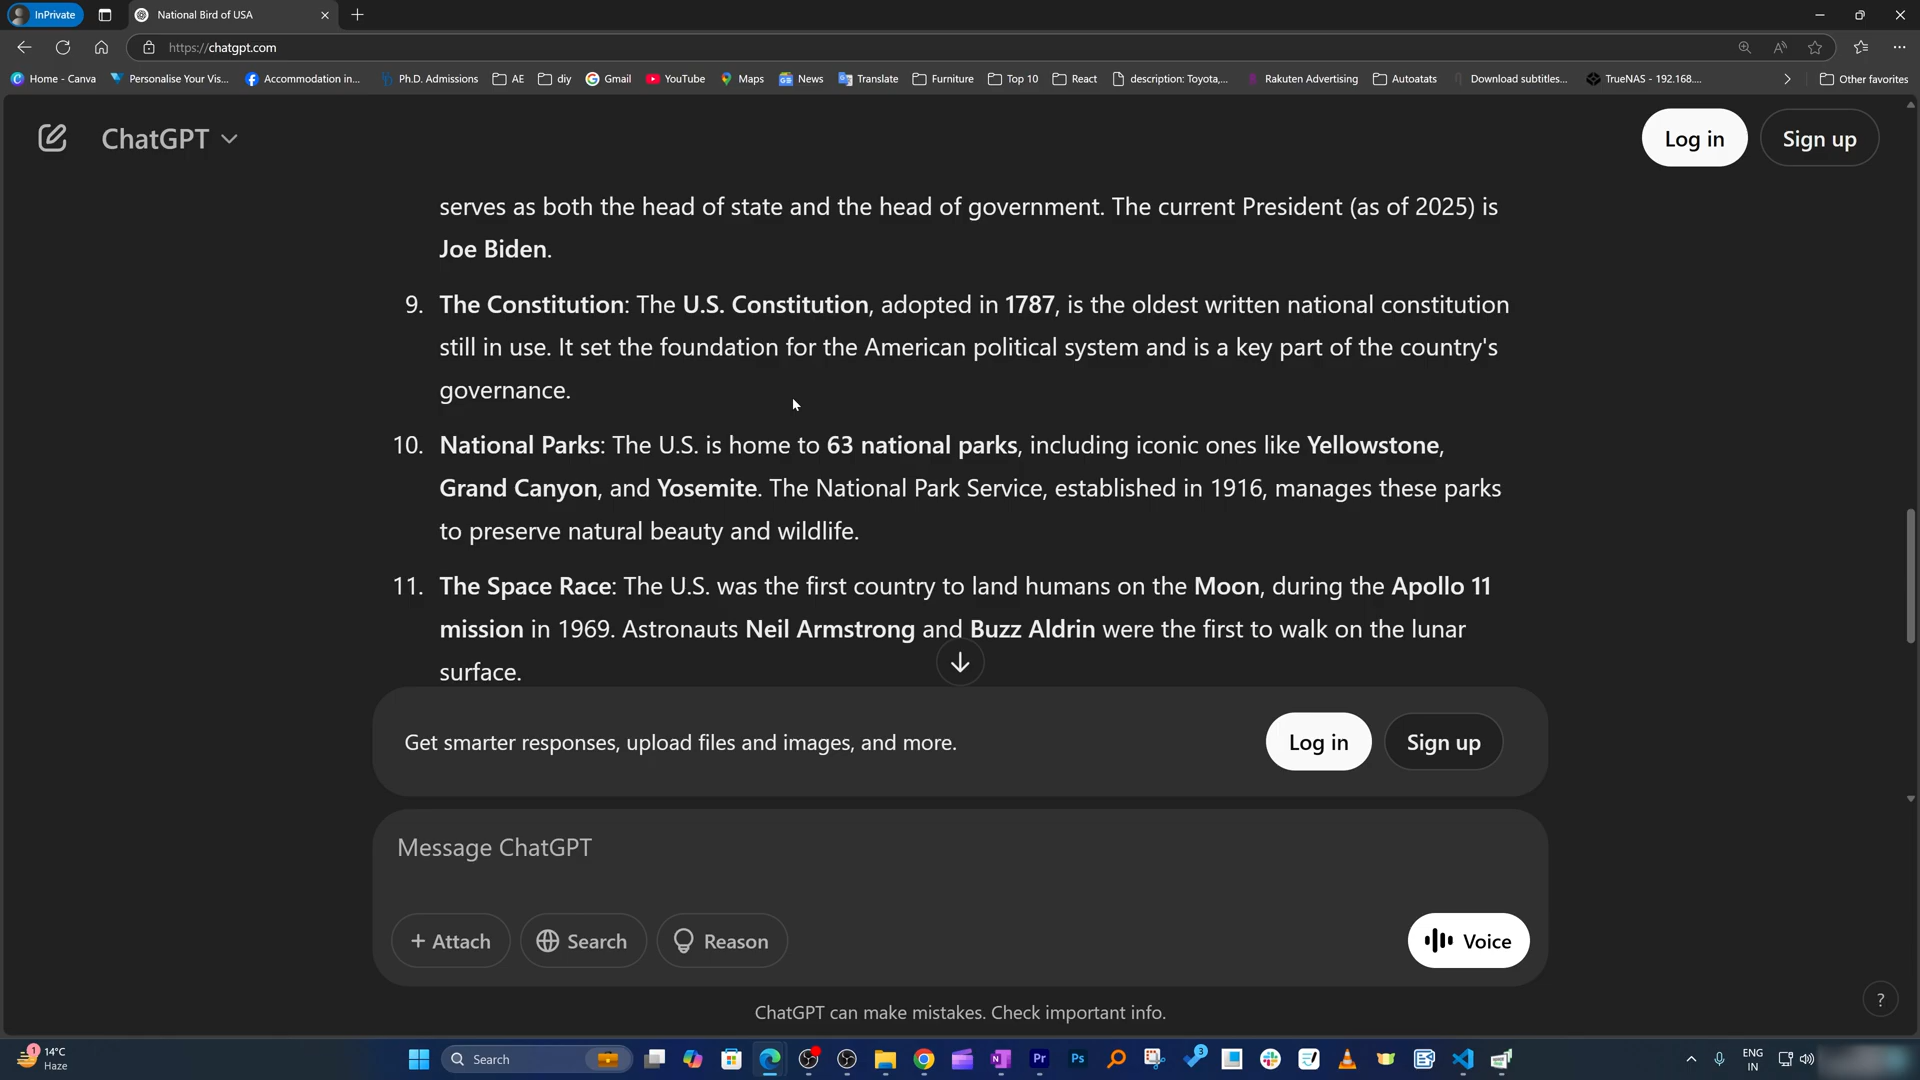 InPrivate
National Bird of USA
https://chatgpt.com
Home - Canva
Personalise Your Vis...
Accommodation in...
Ph.D. Admissions
AE
diy
Gmail
YouTube
Maps
News
Translate
Furniture
Top 10
React
description: Toyota,...
Rakuten Advertising
Autoatats
Download subtitles...
TrueNAS - 192.168....
Other favorites
ChatGPT
Log in
Sign up
serves as both the head of state and the head of government. The current President (as of 2025) is
Joe Biden.
9. The Constitution: The U.S. Constitution, adopted in 1787, is the oldest written national constitution
still in use. It set the foundation for the American political system and is a key part of the country's
governance.
10. National Parks: The U.S. is home to 63 national parks, including iconic ones like Yellowstone,
Grand Canyon, and Yosemite. The National Park Service, established in 1916, manages these parks
to preserve natural beauty and wildlife.
11. The Space Race: The U.S. was the first country to land humans on the Moon, during the Apollo 11
mission in 1969. Astronauts Neil Armstrong and Buzz Aldrin were the first to walk on the lunar
surface.
Get smarter responses, upload files and images, and more.
Log in
Sign up
Message ChatGPT
+ Attach
Search
Reason
Voice
ChatGPT can make mistakes. Check important info.
?
1
14°C
Haze
Search
Pr
Ps
3
ENG
IN